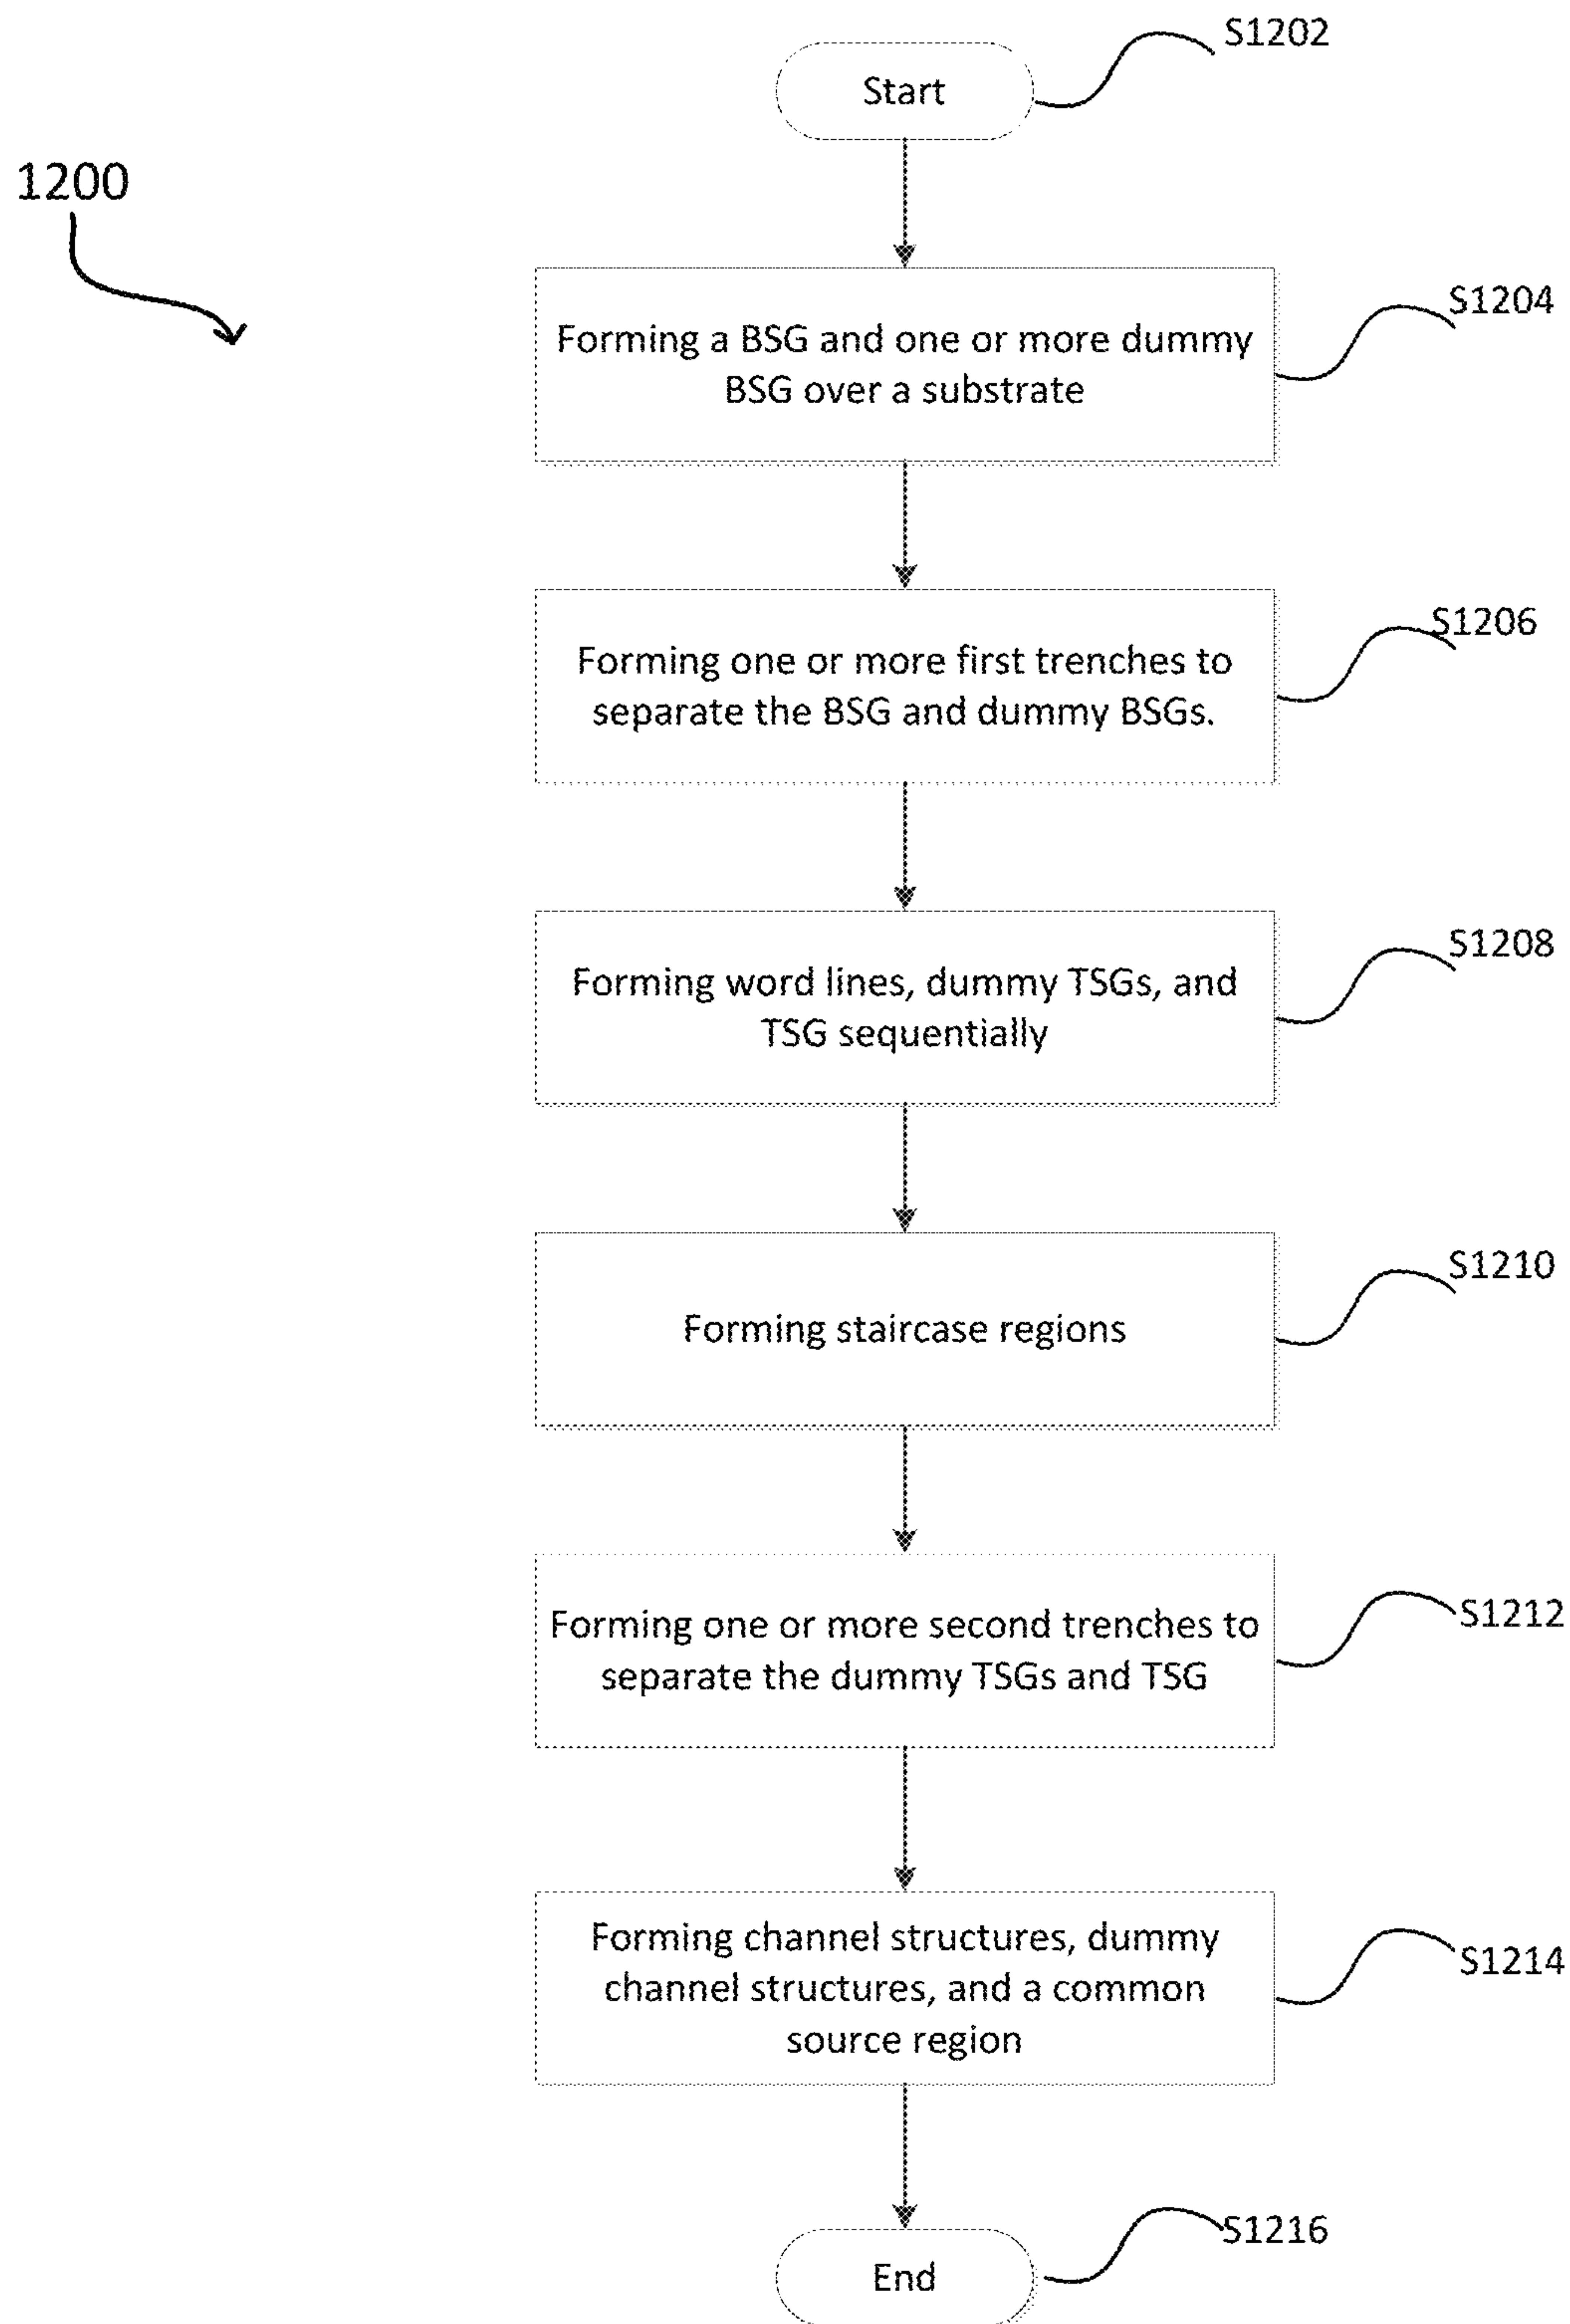 S1202
Start
1200
S1204
Forming a BSG and one or more dummy
BSG over a substrate
S1206
Forming one or more first trenches to
separate the BSG and dummy BSGs.
S1208
Forming word lines, dummy TSGs, and
TSG sequentially
S1210
Forming staircase regions
S1212
Forming one or more second trenches to
separate the dummy TSGs and TSG
S1214
Forming channel structures, dummy
channel structures, and a common
source region
S1216
End